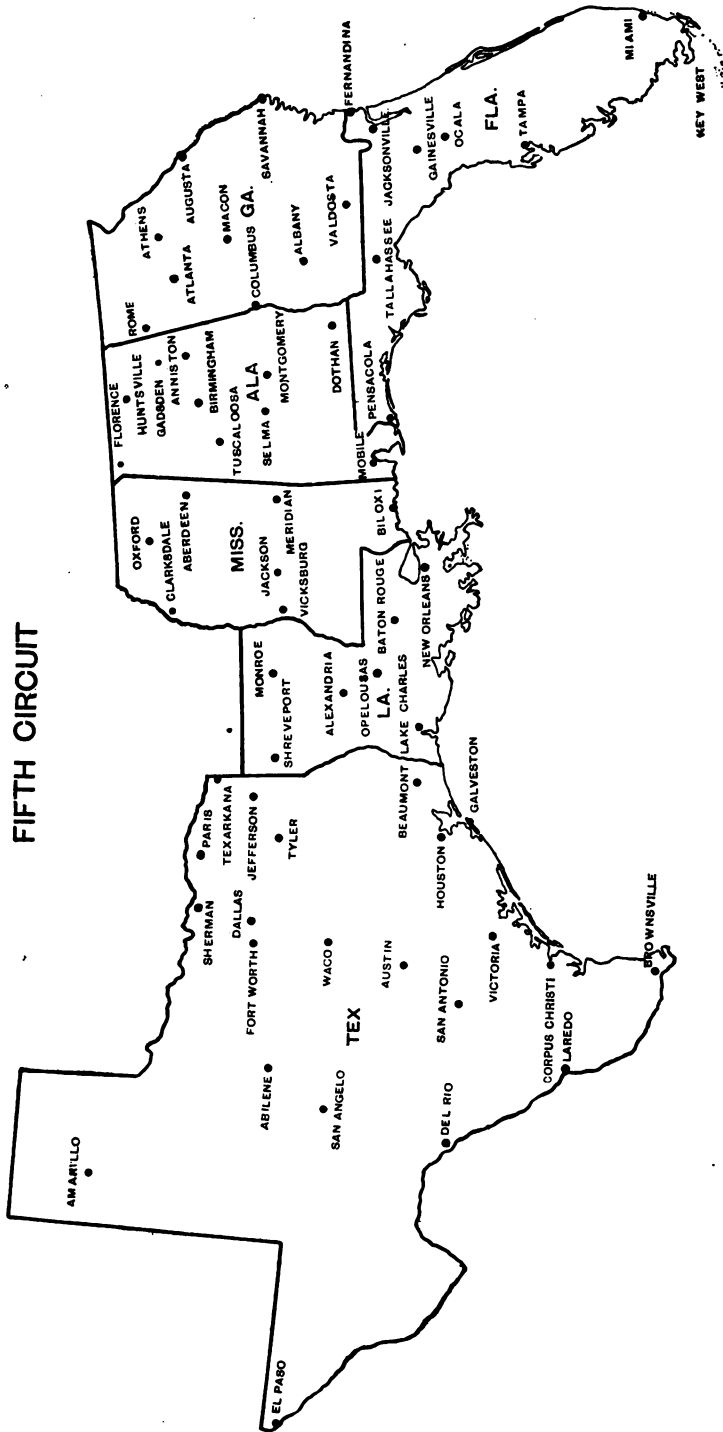 FIFTH CIRCUIT
AMARILLO
EL PASO
SHERMAN
PARIS
TEXARKANA
DALLAS
FORT WORTH
JEFFERSON
TYLER
ABILENE
WACO
SAN ANGELO
TEX
AUSTIN
BEAUMONT
HOUSTON
GALVESTON
SAN ANTONIO
DEL RIO
VICTORIA
CORPUS CHRISTI
LAREDO
BROWNSVILLE
MONROE
SHREVEPORT
ALEXANDRIA
OPELOUSAS
LA.
BATON ROUGE
LAKE CHARLES
NEW ORLEANS
OXFORD
CLARKSDALE
ABERDEEN
MISS.
JACKSON
MERIDIAN
VICKSBURG
BILOXI
FLORENCE
HUNTSVILLE
GADSDEN
ANNISTON
BIRMINGHAM
TUSCALOOSA
ALA
SELMA
MONTGOMERY
DOTHAN
MOBILE
ROME
ATHENS
ATLANTA
AUGUSTA
MACON
COLUMBUS
GA.
SAVANNAH
ALBANY
VALDOSTA
PENSACOLA
TALLAHASSEE
JACKSONVILLE
FERNANDINA
GAINESVILLE
OCALA
FLA.
TAMPA
MIAMI
KEY WEST